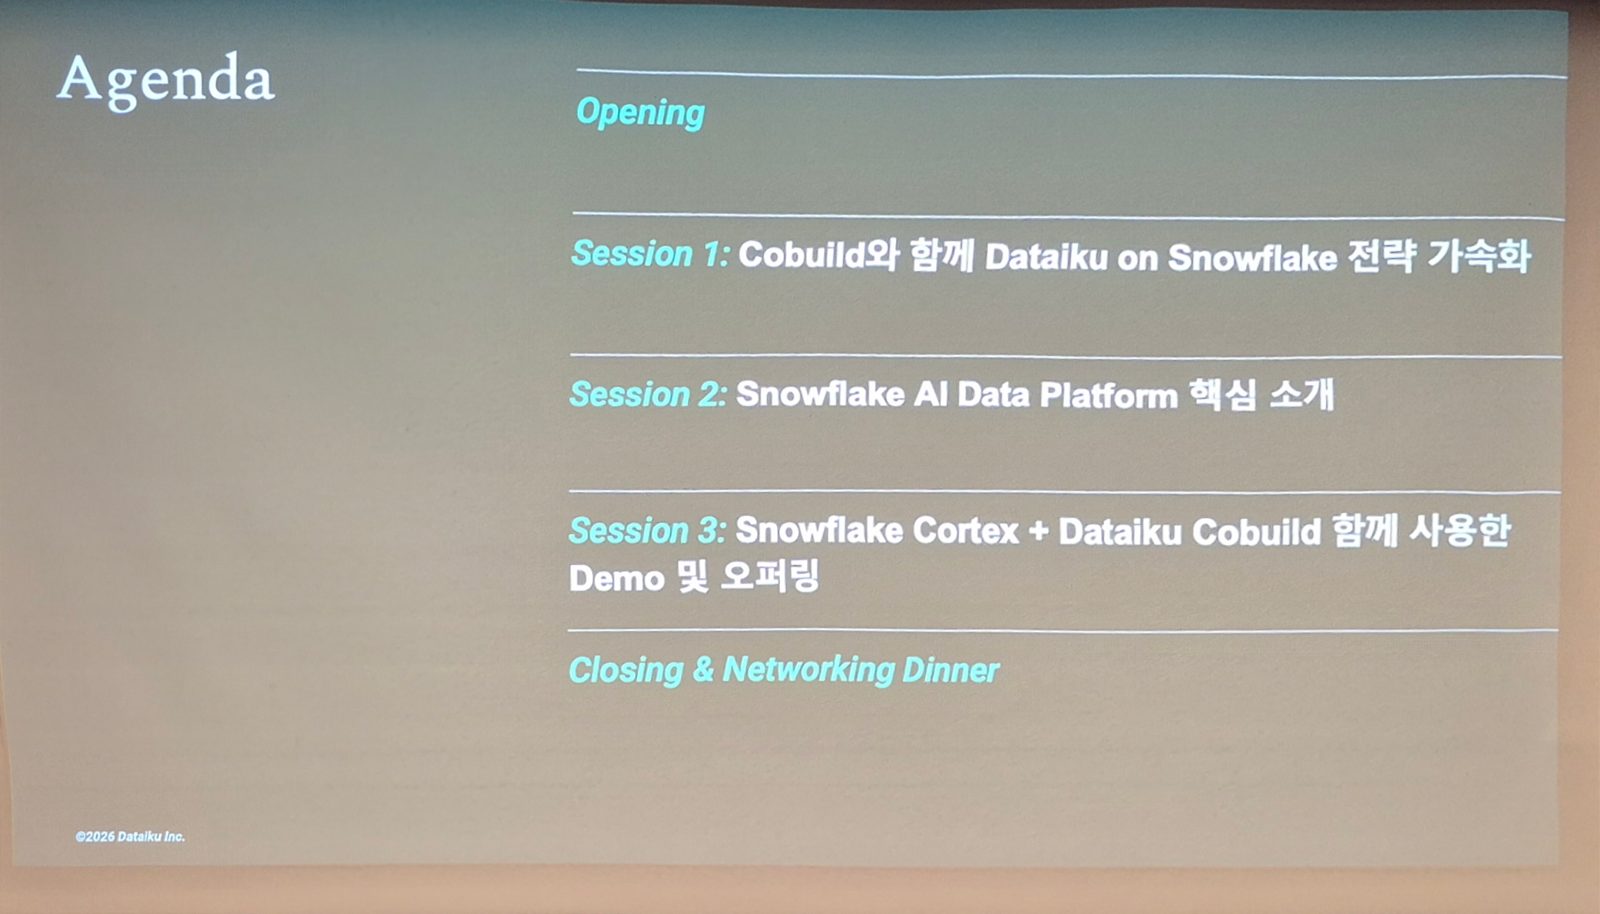 Agenda
Opening
Session 1: Cobuild와 함께 Dataiku on Snowflake 전략 가속화
Session 2: Snowflake AI Data Platform 핵심 소개
Session 3: Snowflake Cortex + Dataiku Cobuild 함께 사용한
Demo 및 오퍼링
Closing & Networking Dinner
©2026 Dataiku Inc.